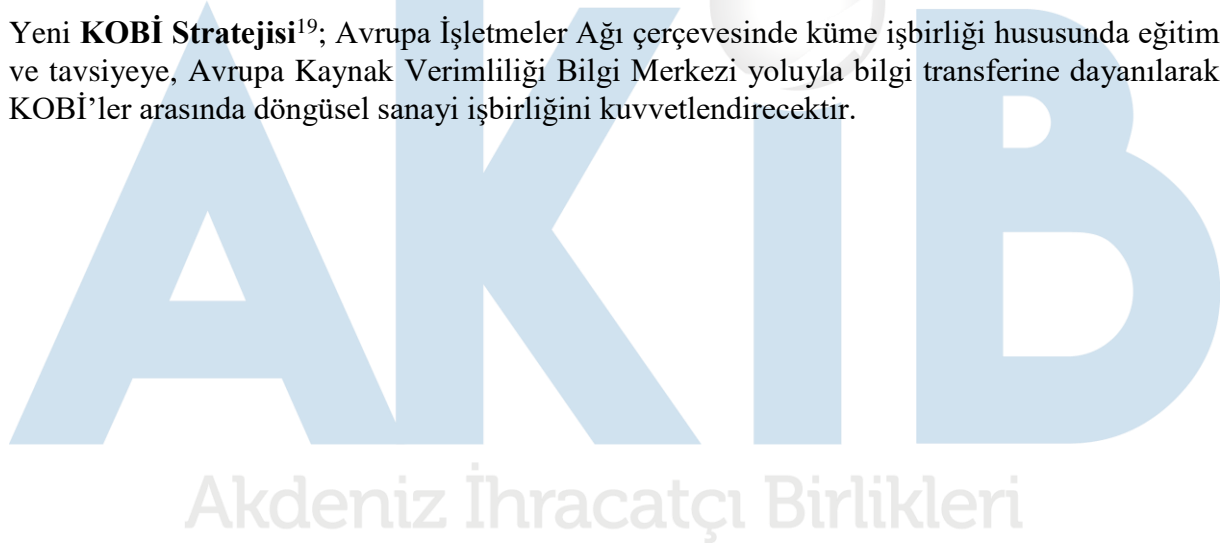 Yeni KOBİ Stratejisi19; Avrupa İşletmeler Ağı çerçevesinde küme işbirliği hususunda eğitim
ve tavsiyeye, Avrupa Kaynak Verimliliği Bilgi Merkezi yoluyla bilgi transferine dayanılarak
KOBİ’ler arasında döngüsel sanayi işbirliğini kuvvetlendirecektir.
AKİB
Akdeniz İhracatçı Birlikleri